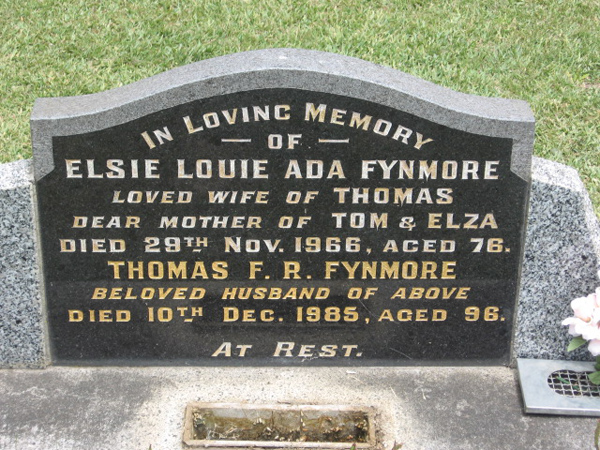 IN LOVING MEMORY
— OF —
ELSIE LOUIE ADA FYNMORE
LOVED WIFE OF THOMAS
DEAR MOTHER OF TOM & ELZA
DIED 29TH NOV. 1966, AGED 76.
THOMAS F. R. FYNMORE
BELOVED HUSBAND OF ABOVE
DIED 10TH DEC. 1985, AGED 96.
AT REST.